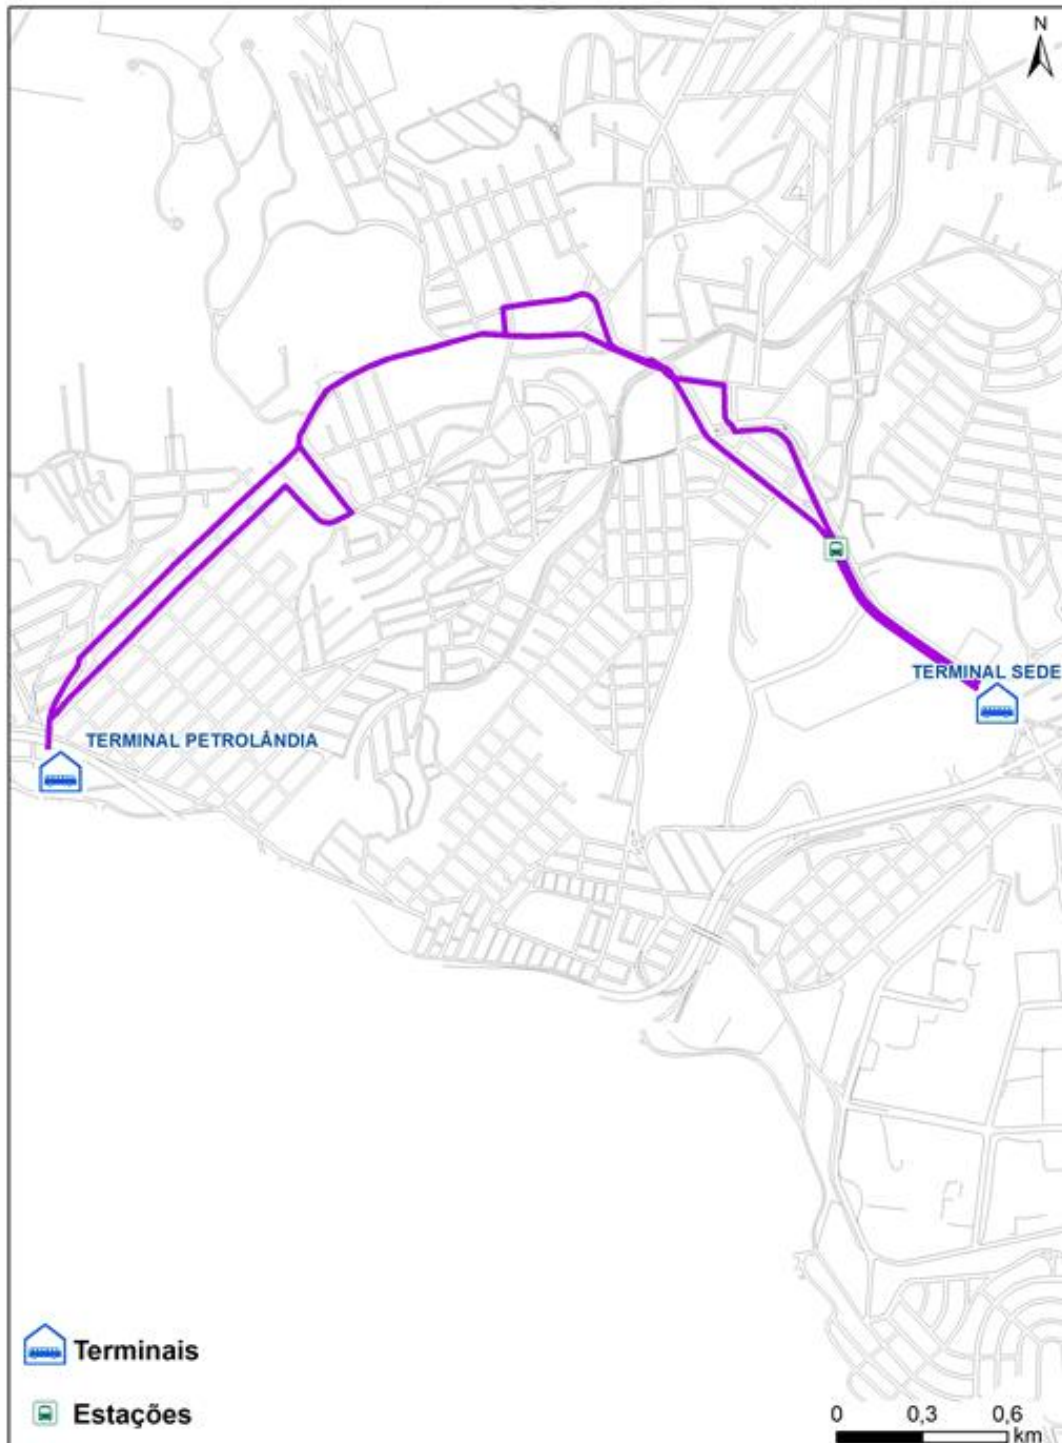 N
TERMINAL SEDE
TERMINAL PETROLÂNDIA
Terminais
Estações
0 0,3 0,6
km